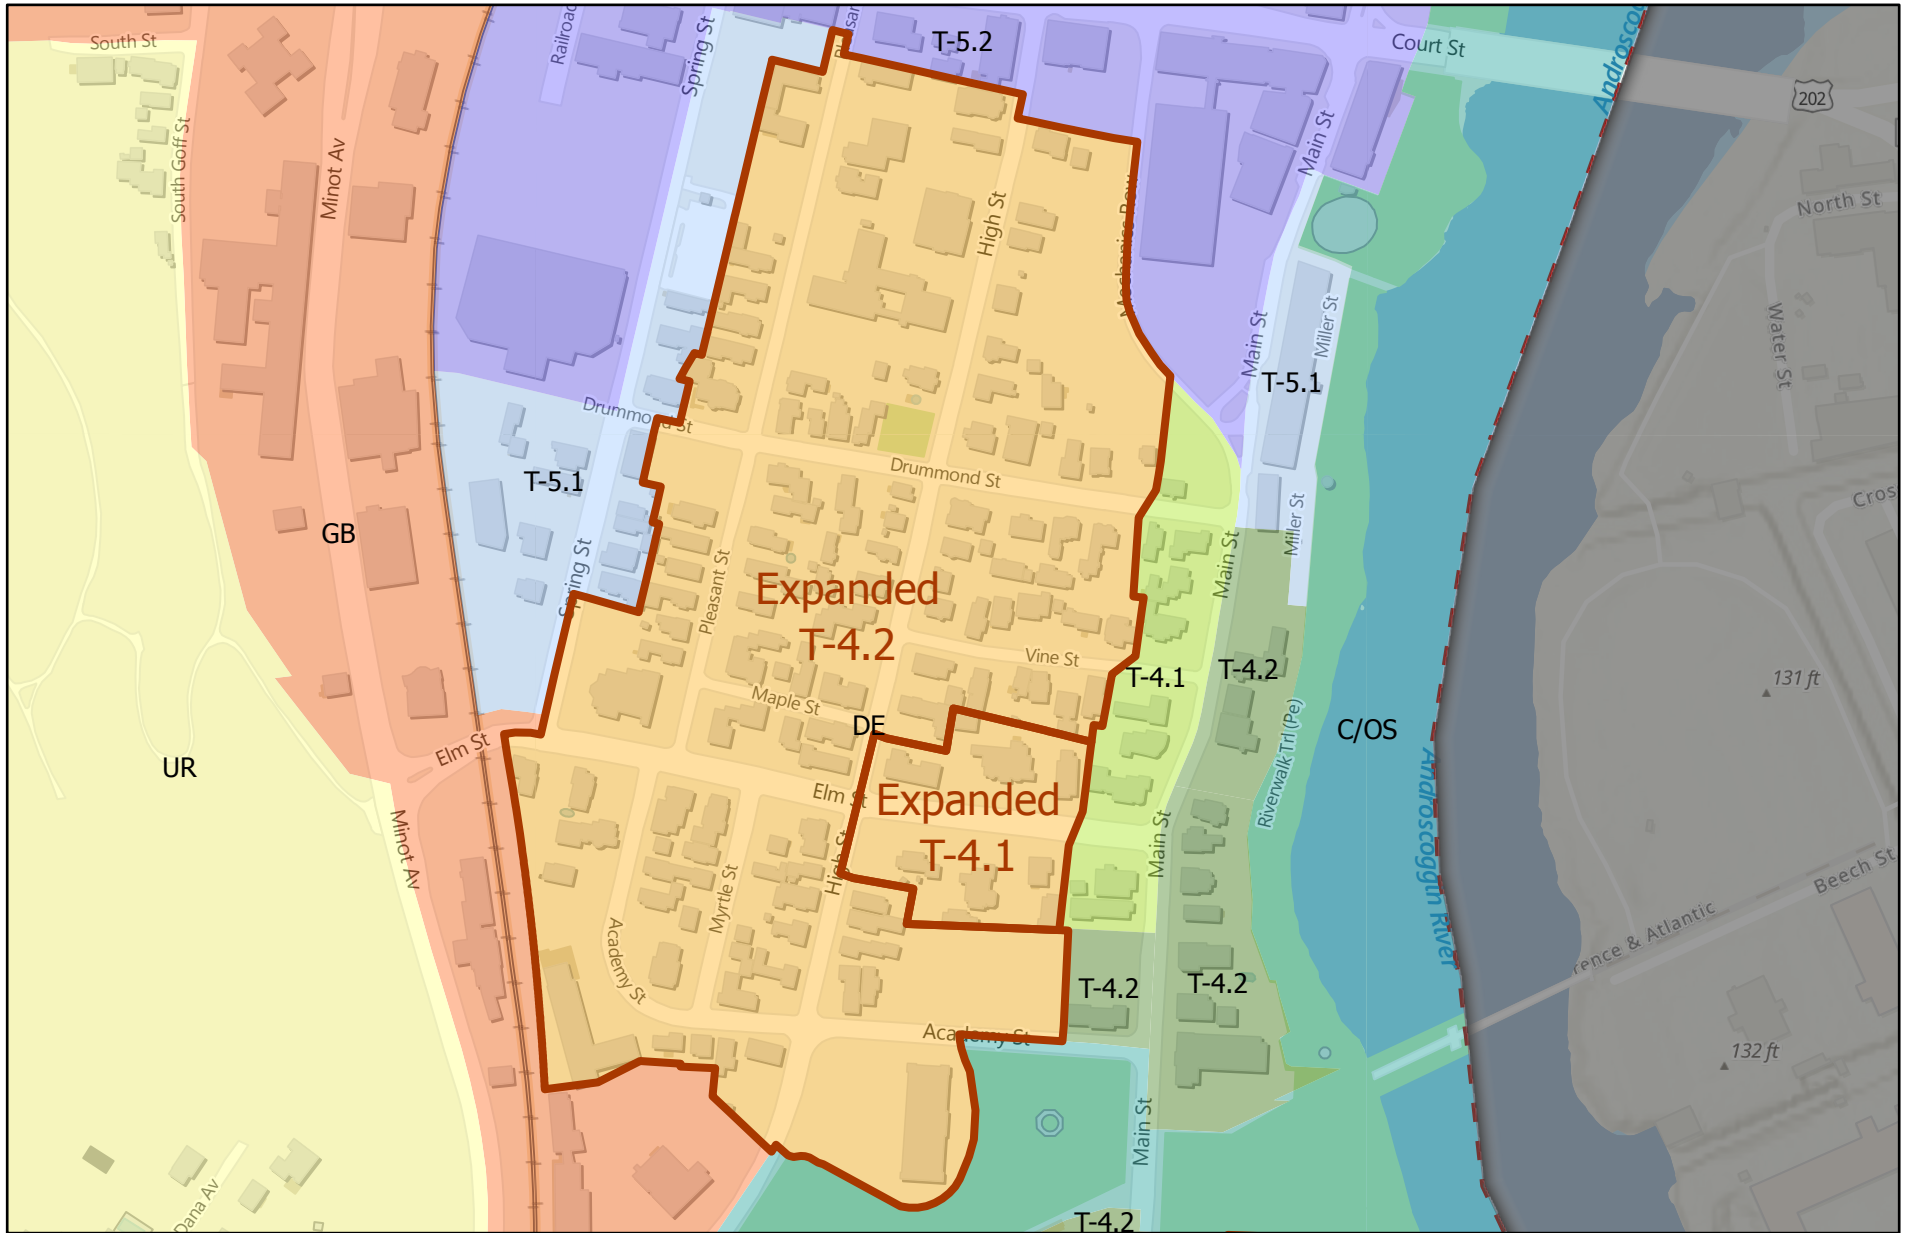 South St
Railroad
Spring St
T-5.2
Court St
202
South Goff St
Minot Av
High St
Mechanics Row
Main St
North St
Water St
Main St
Miller St
T-5.1
Drummond St
T-5.1
Drummond St
Cros
GB
Miller St
Spring St
Pleasant St
Main St
Expanded
T-4.2
Vine St
T-4.1
T-4.2
131 ft
Maple St
DE
Riverwalk Trl (Pe)
C/OS
Elm St
UR
Elm St
Expanded
T-4.1
Minot Av
High St
Main St
Androscoggin River
Beech St
Myrtle St
Academy St
rence & Atlantic
T-4.2
T-4.2
Academy St
132 ft
Main St
Dana Av
T-4.2